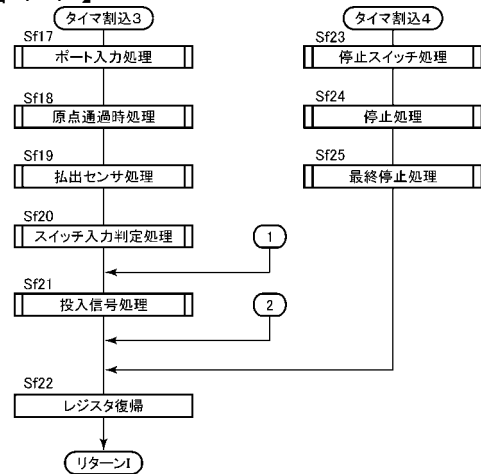 タイマ割込3
Sf17
ポート入力処理
Sf18
原点通過時処理
Sf19
払出センサ処理
Sf20
スイッチ入力判定処理
1
Sf21
投入信号処理
2
Sf22
レジスタ復帰
リターンI
タイマ割込4
Sf23
停止スイッチ処理
Sf24
停止処理
Sf25
最終停止処理